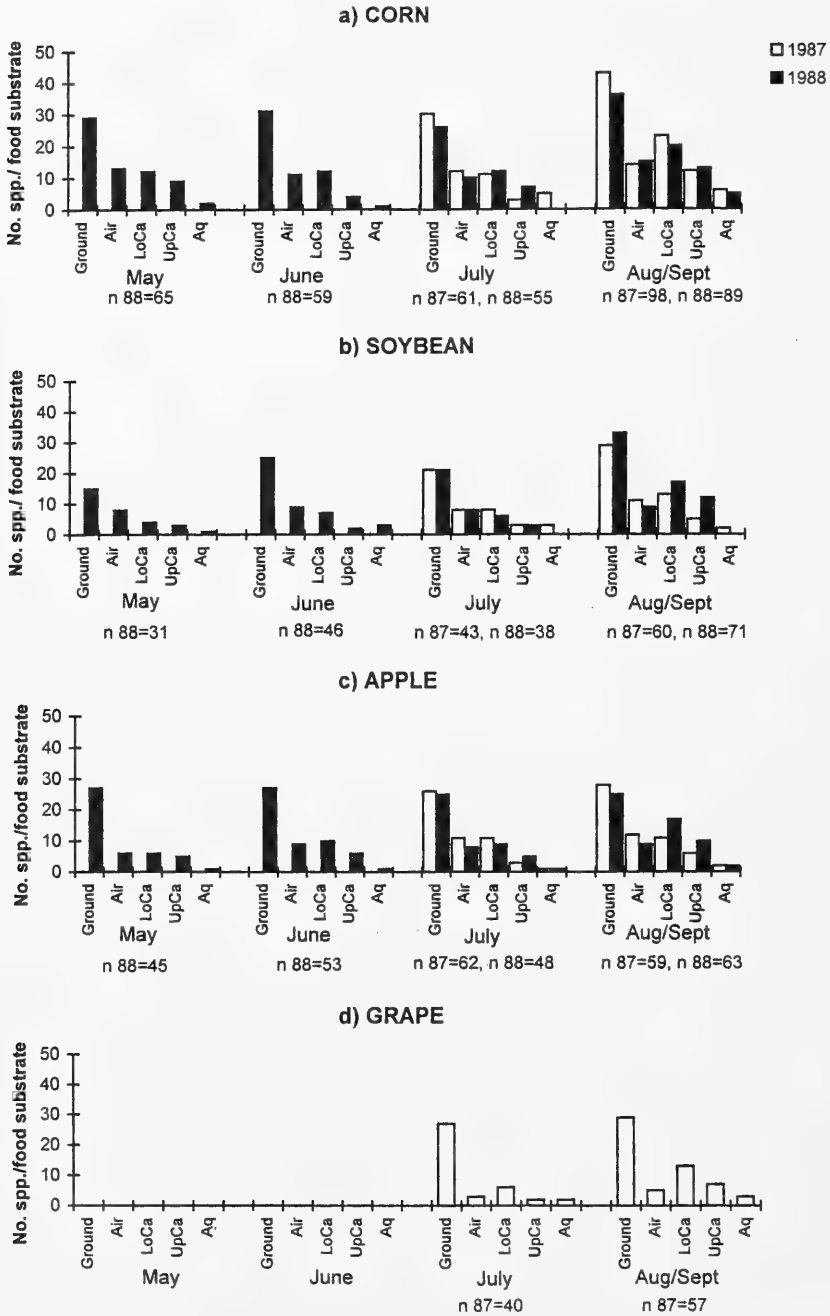 a) CORN
1987
1988
No. spp./ food substrate
50
40
30
20
10
0
Ground Air LoCa UpCa Aq Ground Air LoCa UpCa Aq Ground Air LoCa UpCa Aq Ground Air LoCa UpCa Aq
May June July Aug/Sept
n 88=65 n 88=59 n 87=61, n 88=55 n 87=98, n 88=89
b) SOYBEAN
No. spp./ food substrate
50
40
30
20
10
0
Ground Air LoCa UpCa Aq Ground Air LoCa UpCa Aq Ground Air LoCa UpCa Aq Ground Air LoCa UpCa Aq
May June July Aug/Sept
n 88=31 n 88=46 n 87=43, n 88=38 n 87=60, n 88=71
c) APPLE
No. spp./food substrate
50
40
30
20
10
0
Ground Air LoCa UpCa Aq Ground Air LoCa UpCa Aq Ground Air LoCa UpCa Aq Ground Air LoCa UpCa Aq
May June July Aug/Sept
n 88=45 n 88=53 n 87=62, n 88=48 n 87=59, n 88=63
d) GRAPE
No. spp./food substrate
50
40
30
20
10
0
Ground Air LoCa UpCa Aq Ground Air LoCa UpCa Aq Ground Air LoCa UpCa Aq Ground Air LoCa UpCa Aq
May June July Aug/Sept
n 87=40 n 87=57